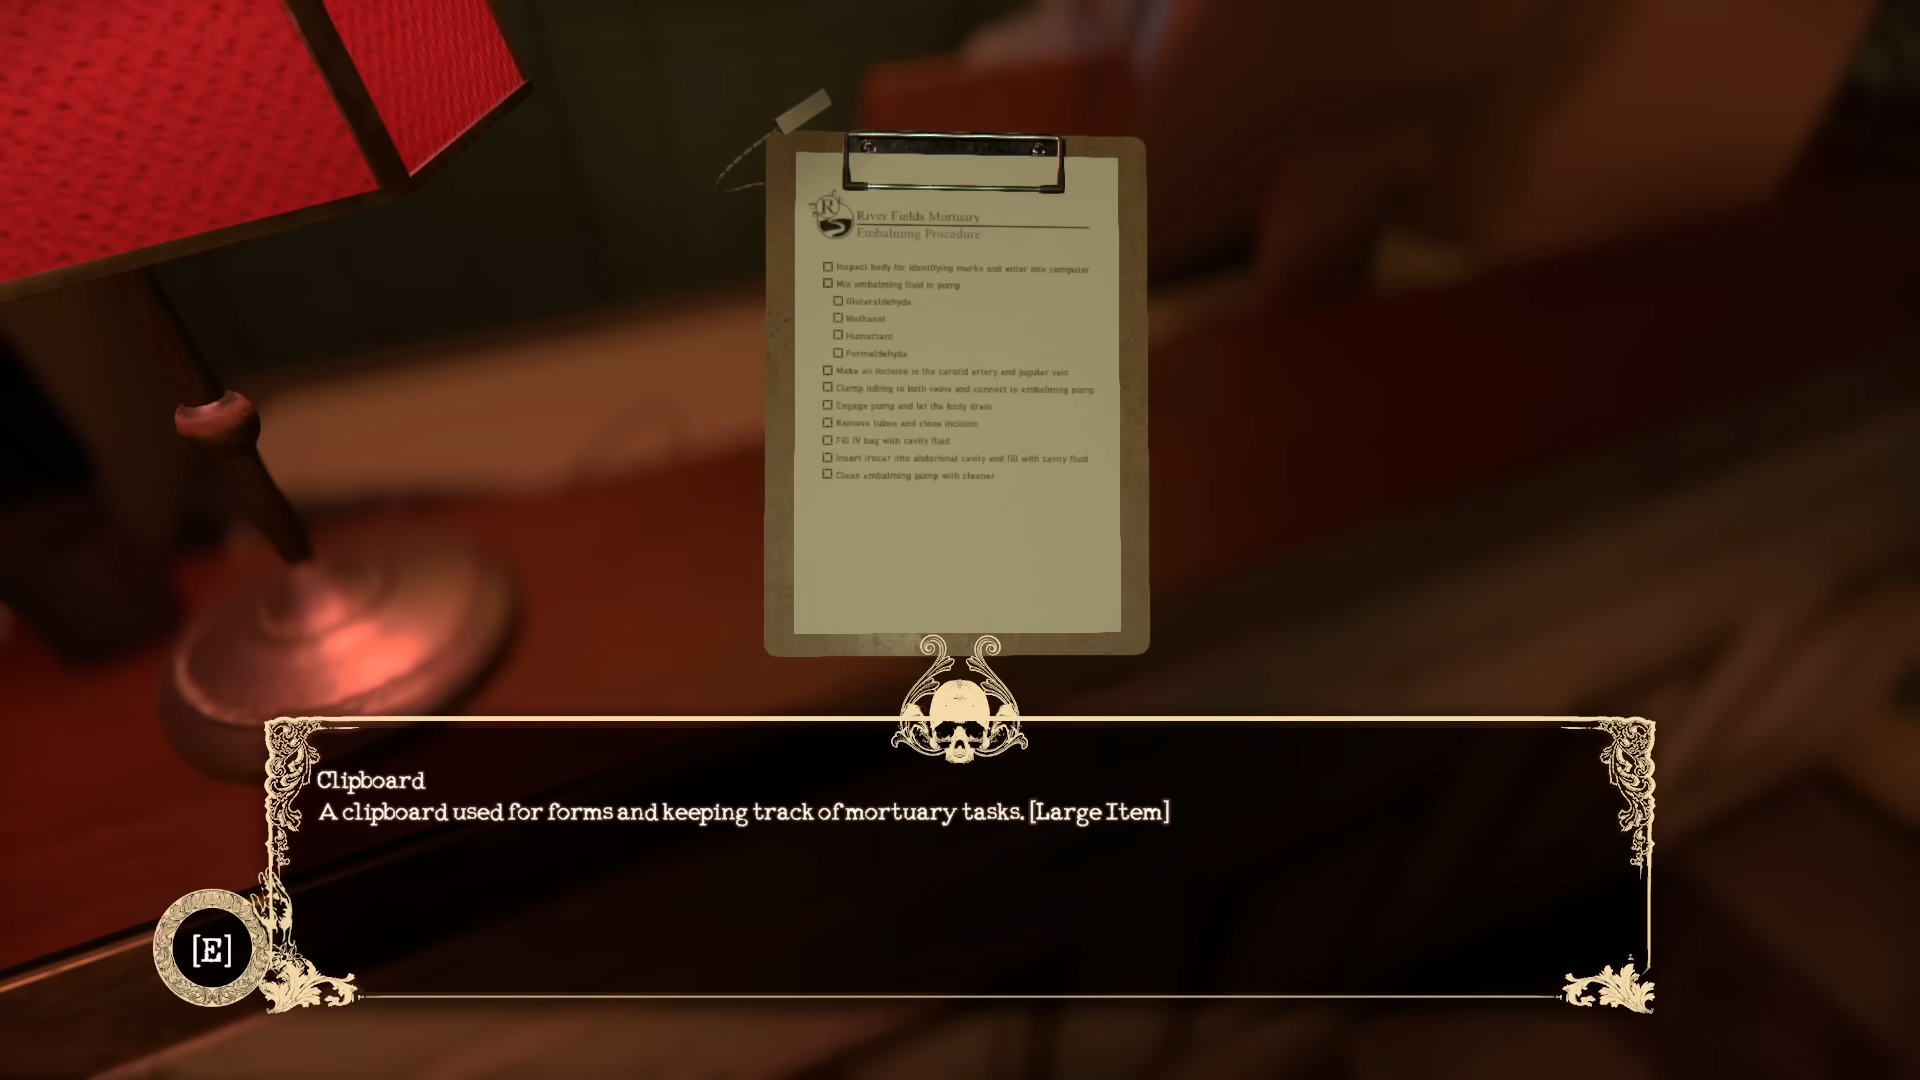 R
River Fields Mortuary
Embalming Procedure
Inspect body for identifying marks and enter into computer
Mix embalming fluid in pump
Gluteraldehyde
Methanol
Humectant
Formaldehyde
Make an incision in the carotid artery and jugular vein
Clamp tubing to both veins and connect to embalming pump
Engage pump and let the body drain
Remove tubes and close incision
Fill IV bag with cavity fluid
Insert trocar into abdominal cavity and fill with cavity fluid
Clean embalming pump with cleaner
Clipboard
A clipboard used for forms and keeping track of mortuary tasks. [Large Item]
[E]